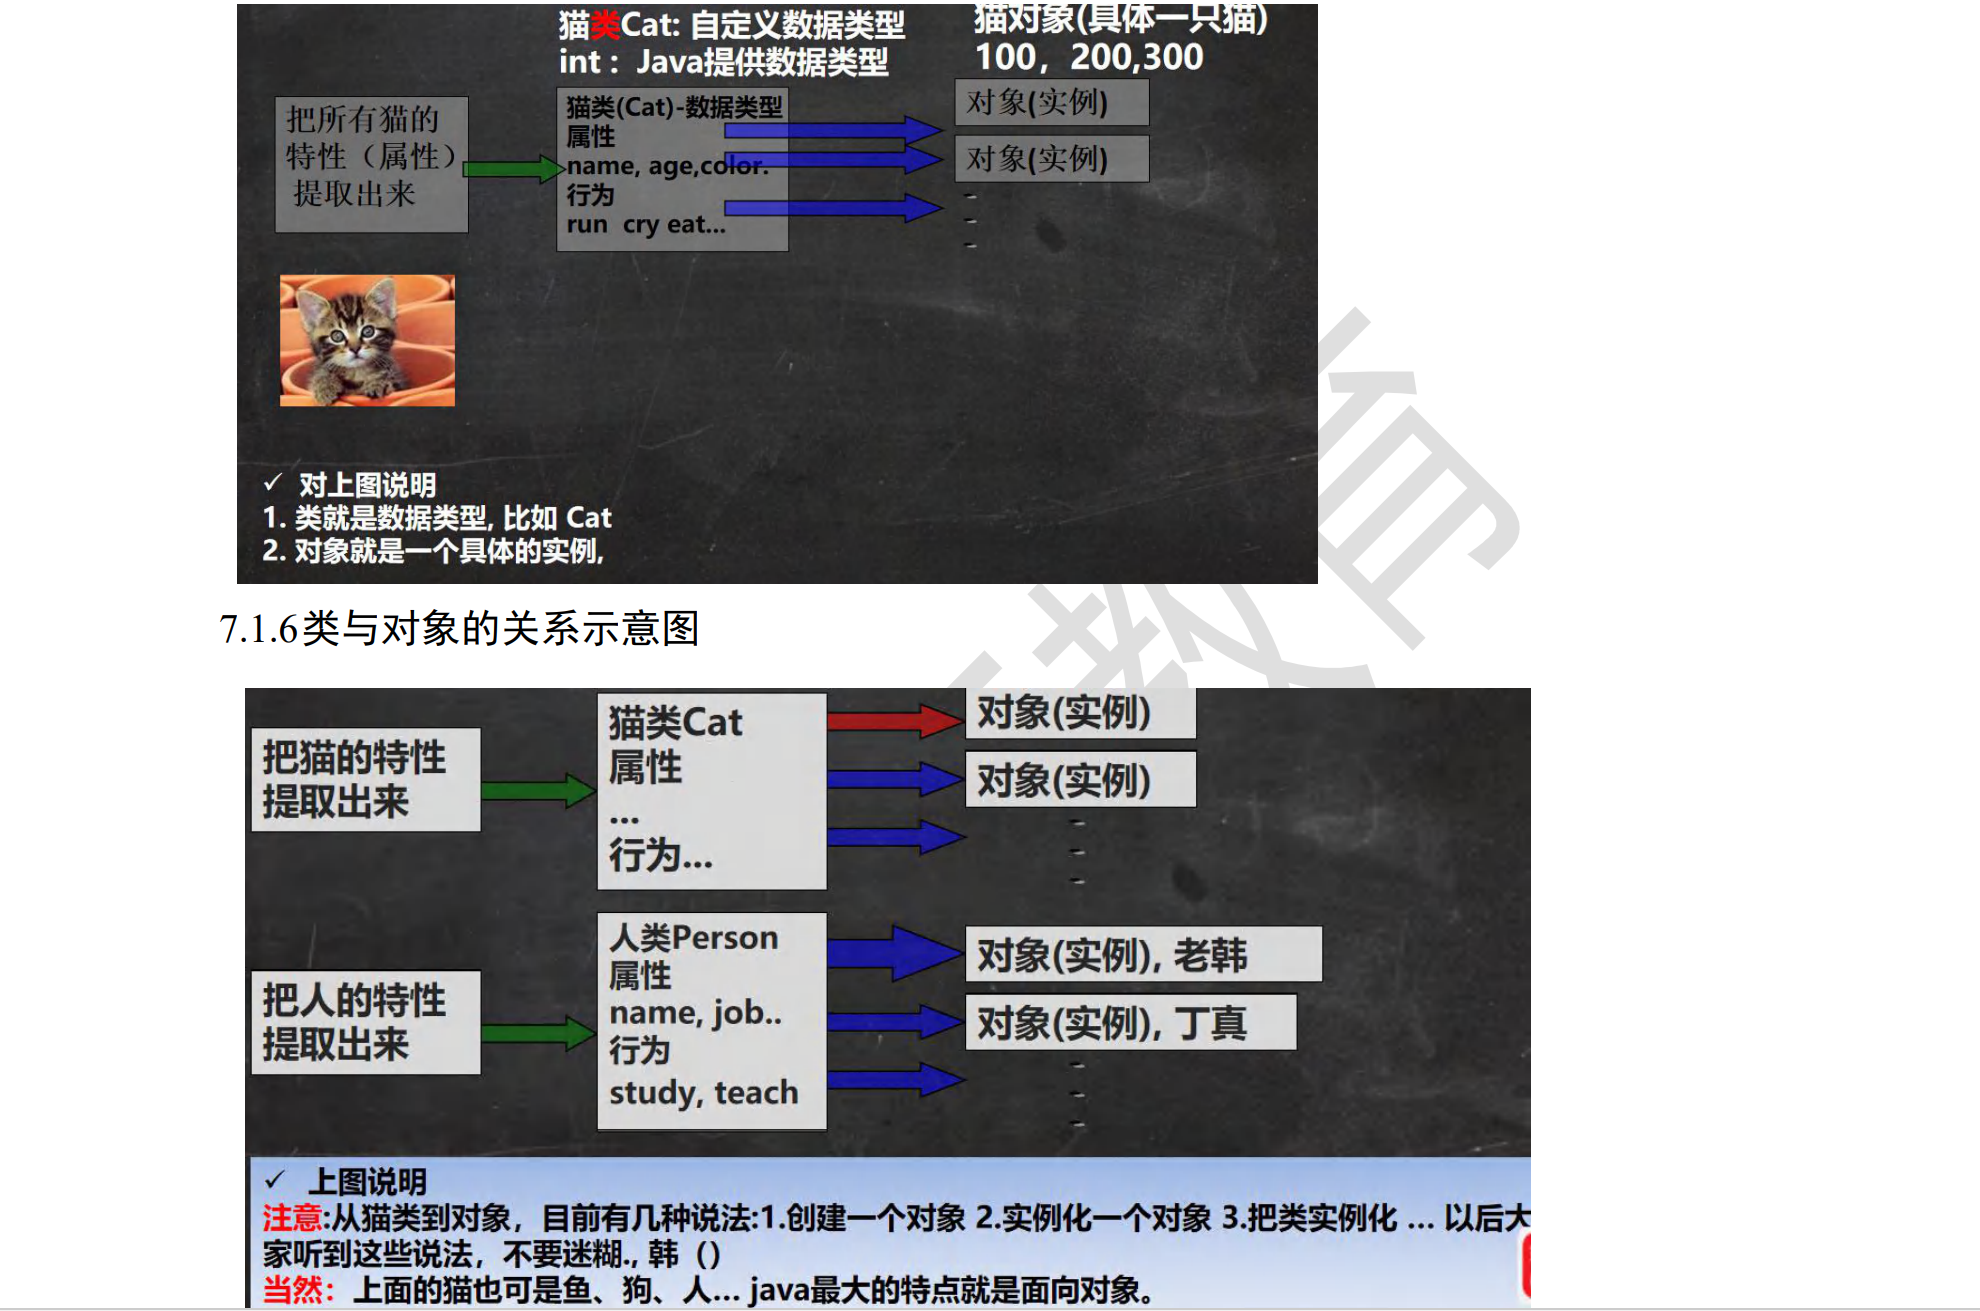 猫类Cat: 自定义数据类型
int：Java提供数据类型
猫对象(具体一只猫)
100，200,300
把所有猫的
特性（属性）
提取出来
猫类(Cat)-数据类型
属性
name, age,color.
行为
run  cry eat...
对象(实例)
对象(实例)
✓ 对上图说明
1. 类就是数据类型, 比如 Cat
2. 对象就是一个具体的实例,
7.1.6类与对象的关系示意图
把猫的特性
提取出来
猫类Cat
属性
...
行为...
对象(实例)
对象(实例)
把人的特性
提取出来
人类Person
属性
name, job..
行为
study, teach
对象(实例), 老韩
对象(实例), 丁真
✓ 上图说明
注意:从猫类到对象，目前有几种说法:1.创建一个对象 2.实例化一个对象 3.把类实例化 ... 以后大
家听到这些说法，不要迷糊., 韩（）
当然：上面的猫也可是鱼、狗、人... java最大的特点就是面向对象。
教育